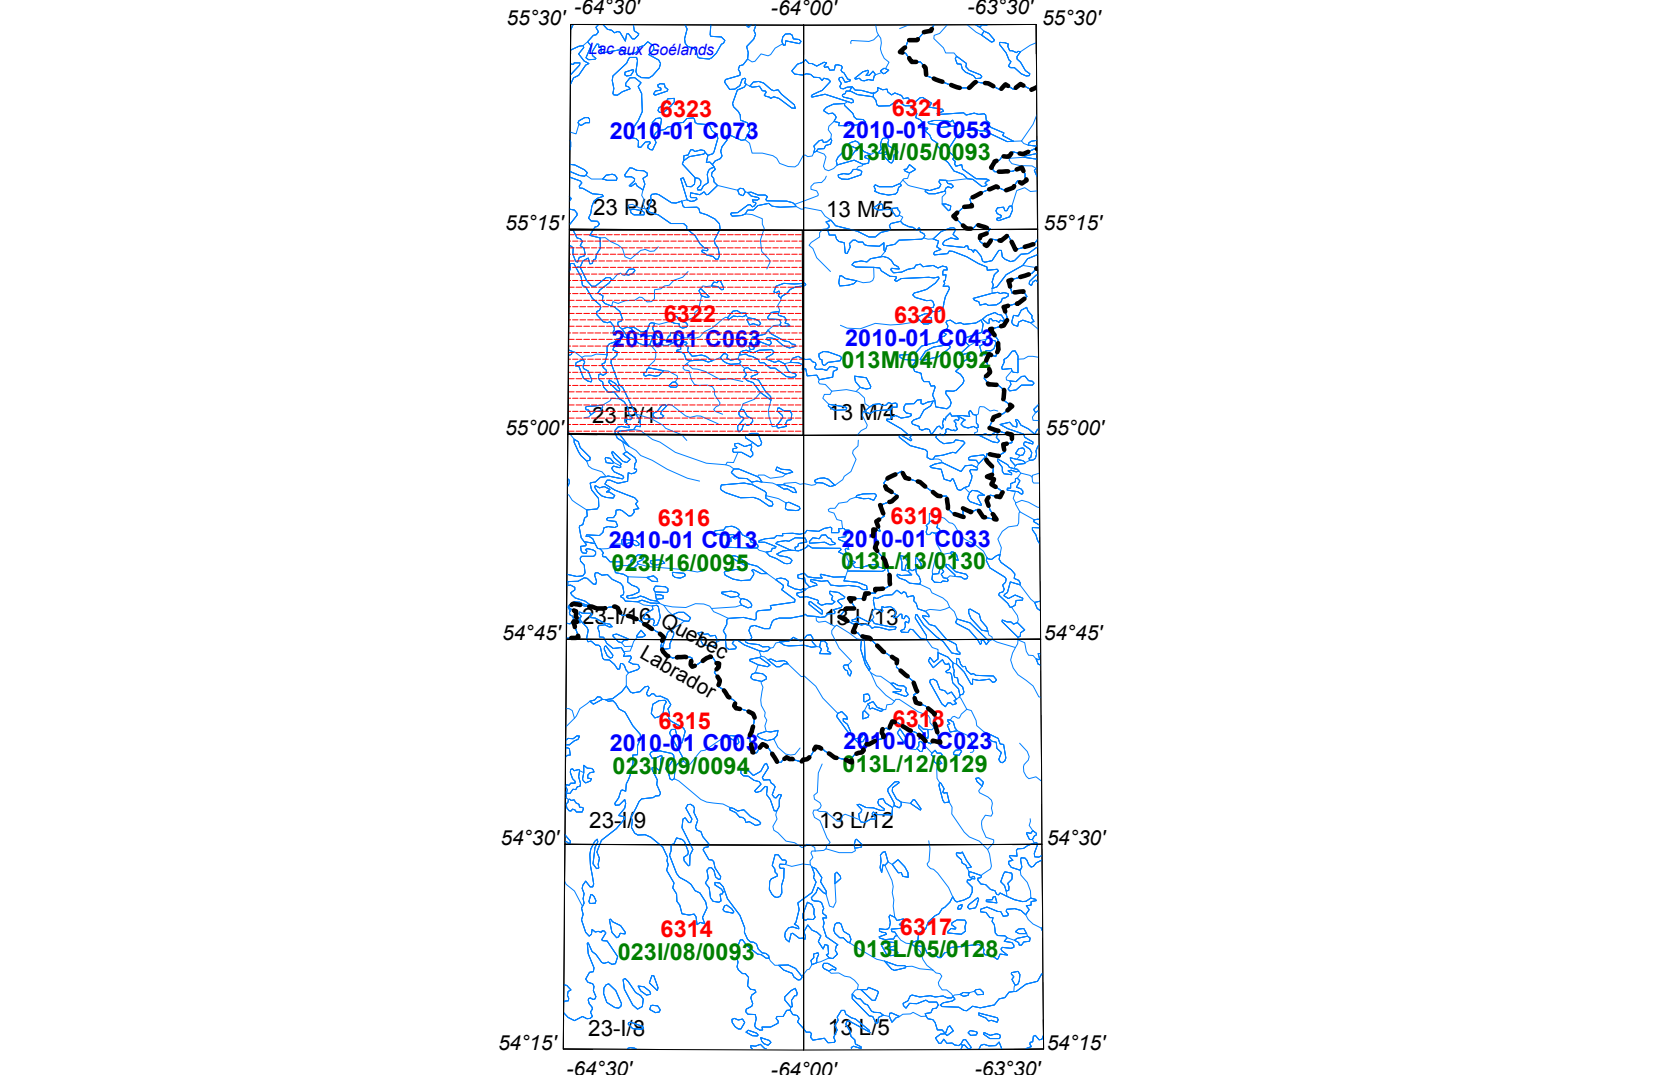 -64°30' -64°00' -63°30'
55°30' 55°30'
Lac aux Goélands
6323
2010-01 C073
23 P/8
6321
2010-01 C053
013M/05/0093
13 M/5
55°15' 55°15'
6322
2010-01 C063
23 P/1
6320
2010-01 C043
013M/04/0092
13 M/4
55°00' 55°00'
6316
2010-01 C013
023I/16/0095
23-I/16
6319
2010-01 C033
013L/13/0130
13 L/13
Quebec
54°45' 54°45'
Labrador
6315
2010-01 C003
023I/09/0094
23-I/9
6318
2010-01 C023
013L/12/0129
13 L/12
54°30' 54°30'
6314
023I/08/0093
23-I/8
6317
013L/05/0128
13 L/5
54°15' 54°15'
-64°30' -64°00' -63°30'